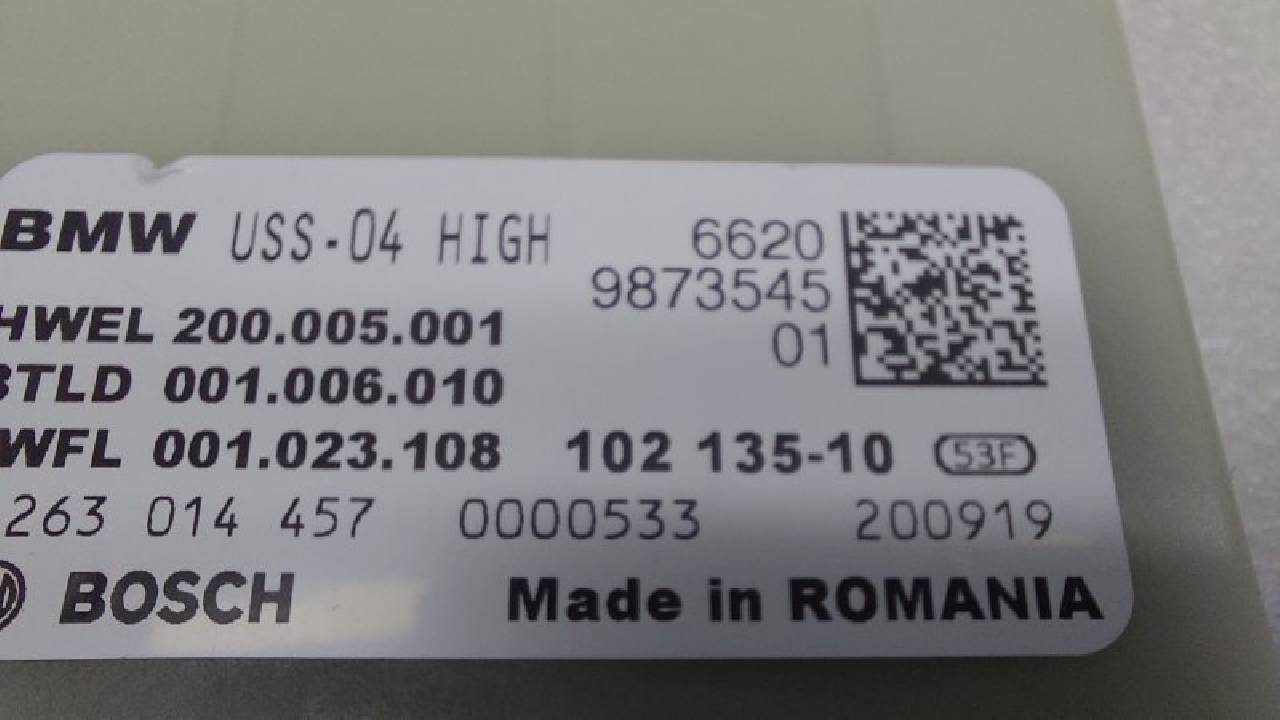 BMW USS-04 HIGH 6620
9873545
01
HWEL 200.005.001
BTLD 001.006.010
WFL 001.023.108 102 135-10 53F
263 014 457 0000533 200919
BOSCH Made in ROMANIA